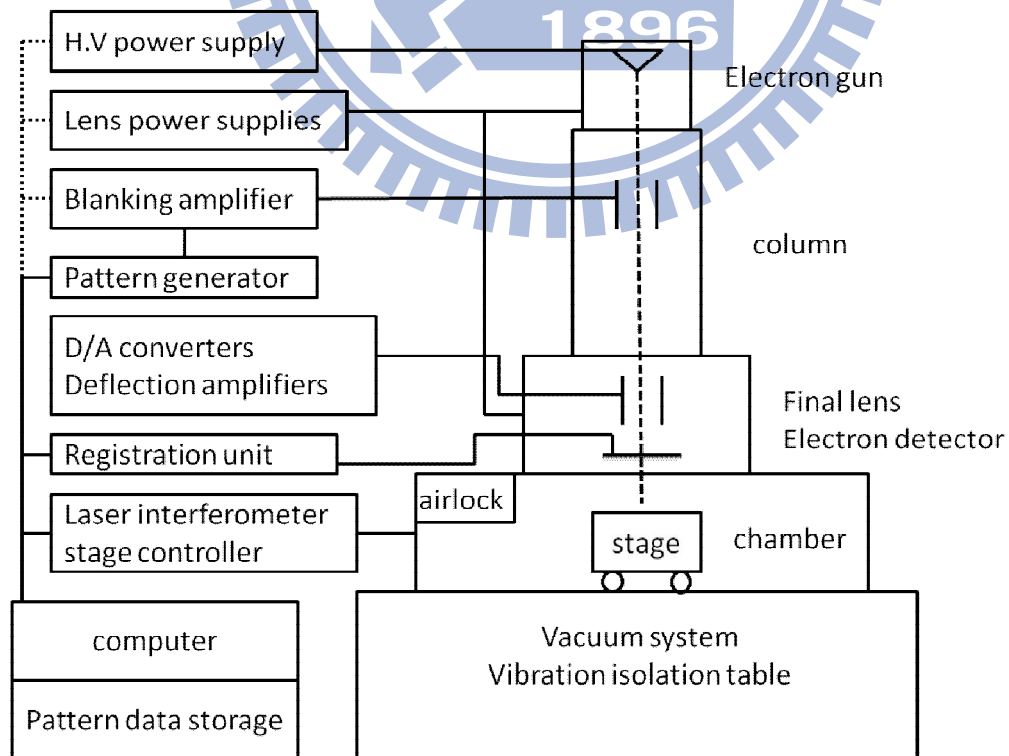 1896
H.V power supply
Electron gun
Lens power supplies
Blanking amplifier
column
Pattern generator
D/A converters
Deflection amplifiers
Final lens
Electron detector
Registration unit
airlock
Laser interferometer
stage controller
stage
chamber
computer
Vacuum system
Vibration isolation table
Pattern data storage